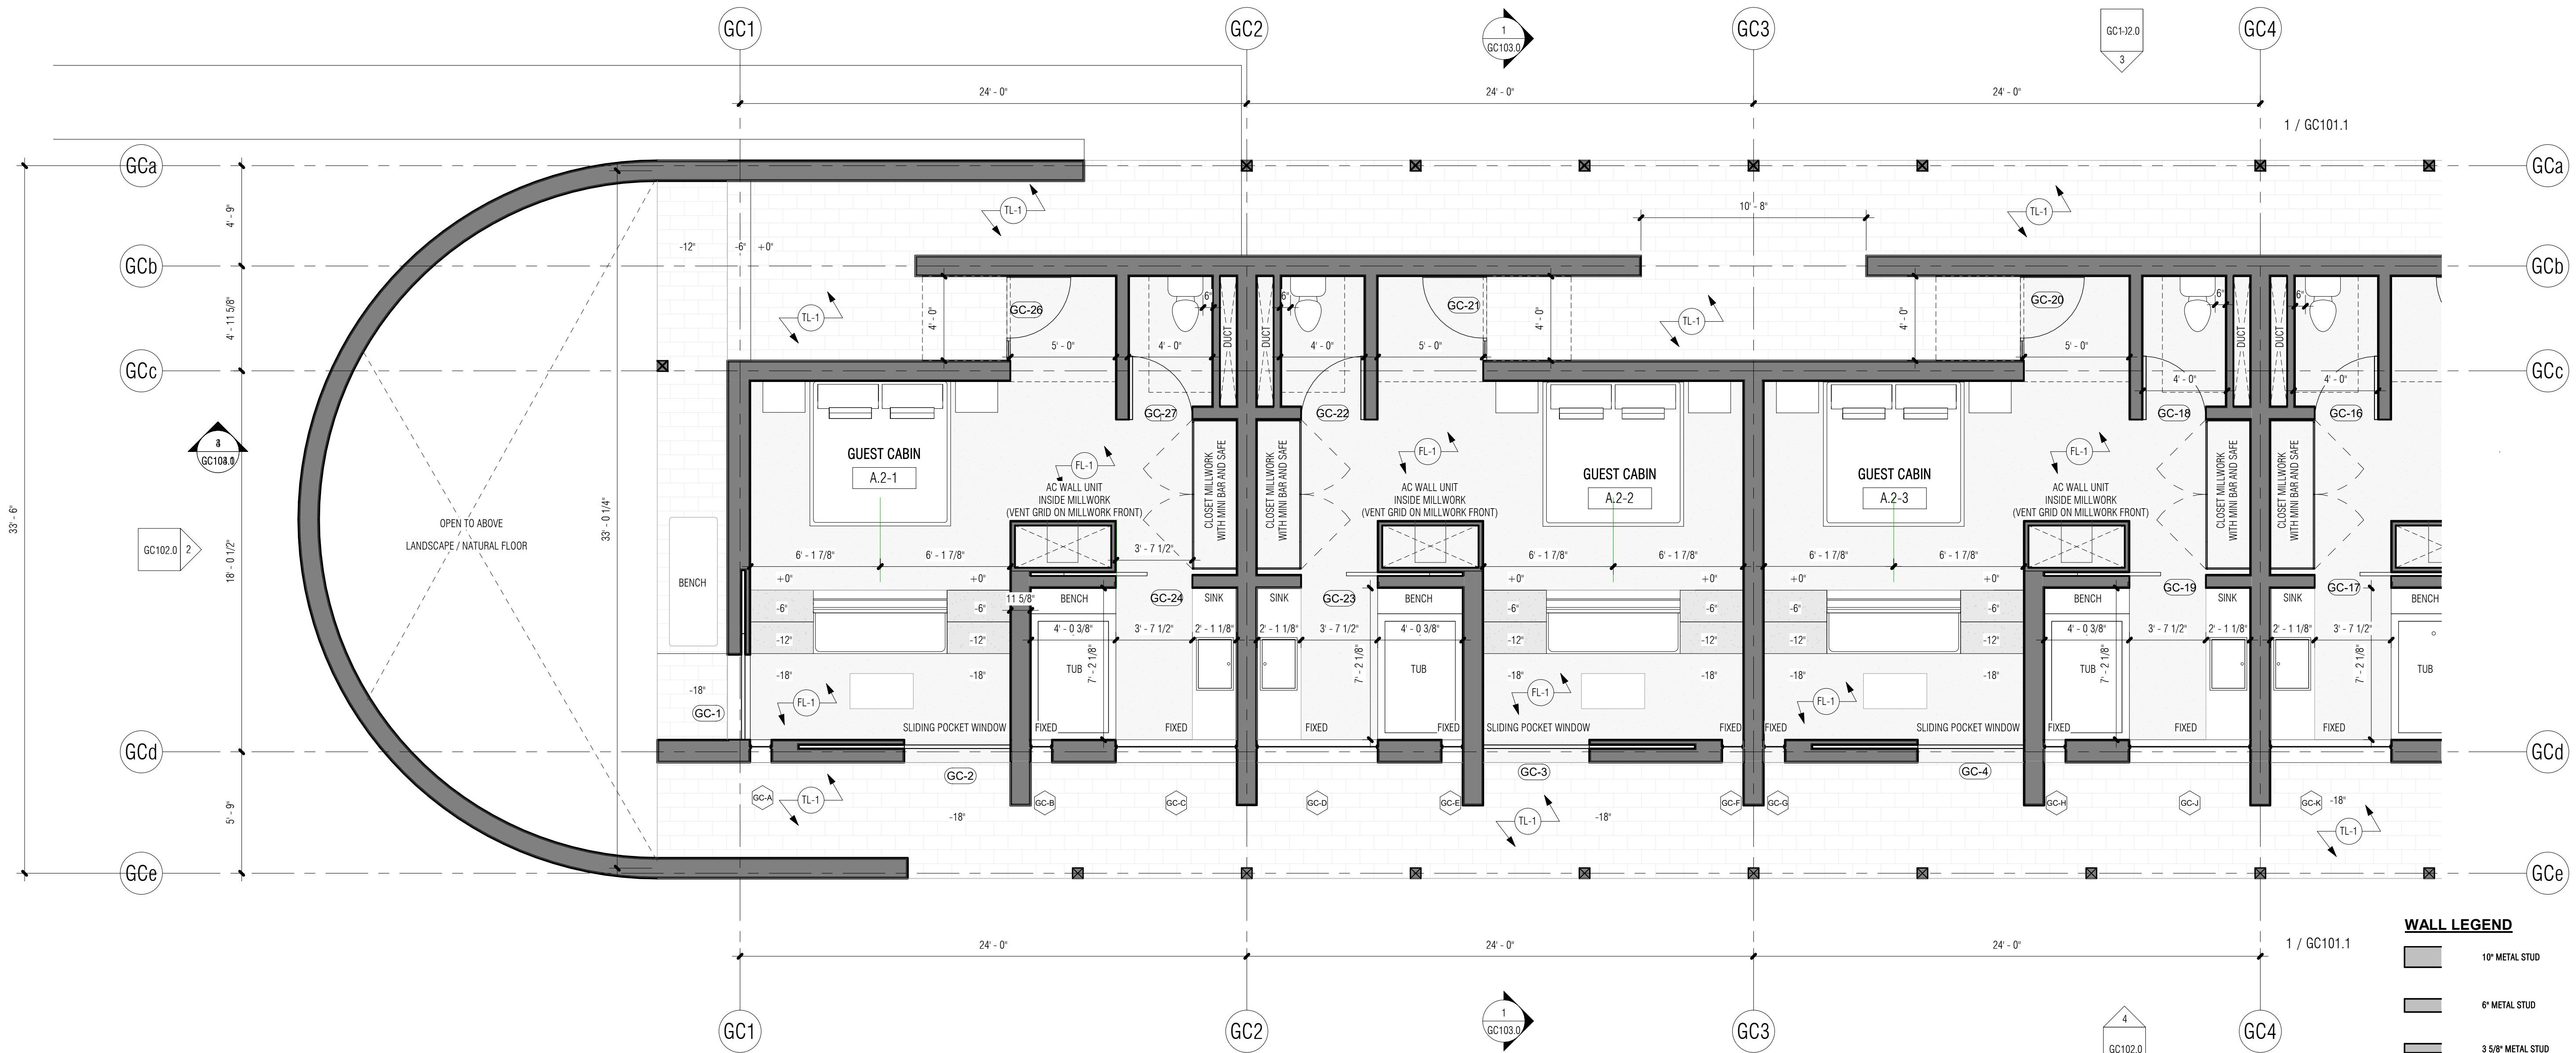 GC1
GC2
1
GC103.0
GC3
GC1-)2.0
3
GC4
24' - 0"
24' - 0"
24' - 0"
1 / GC101.1
GCa
GCa
4' - 9"
TL-1
10' - 8"
TL-1
-12"
-6"
+0"
GCb
GCb
4' - 11 5/8"
TL-1
4' - 0"
GC-26
5' - 0"
4' - 0"
6"
DUCT
DUCT
6"
4' - 0"
5' - 0"
GC-21
4' - 0"
TL-1
4' - 0"
GC-20
5' - 0"
4' - 0"
6"
DUCT
DUCT
6"
4' - 0"
GCc
GCc
GC-27
GC-22
GC-18
GC-16
GUEST CABIN
A.2-1
FL-1
AC WALL UNIT
INSIDE MILLWORK
(VENT GRID ON MILLWORK FRONT)
CLOSET MILLWORK
WITH MINI BAR AND SAFE
CLOSET MILLWORK
WITH MINI BAR AND SAFE
FL-1
AC WALL UNIT
INSIDE MILLWORK
(VENT GRID ON MILLWORK FRONT)
GUEST CABIN
A.2-2
GUEST CABIN
A.2-3
FL-1
AC WALL UNIT
INSIDE MILLWORK
(VENT GRID ON MILLWORK FRONT)
CLOSET MILLWORK
WITH MINI BAR AND SAFE
CLOSET MILLWORK
WITH MINI BAR AND SAFE
33' - 6"
GC102.0
2
18' - 0 1/2"
OPEN TO ABOVE
LANDSCAPE / NATURAL FLOOR
33' - 0 1/4"
BENCH
6' - 1 7/8"
6' - 1 7/8"
3' - 7 1/2"
6' - 1 7/8"
6' - 1 7/8"
6' - 1 7/8"
6' - 1 7/8"
+0"
+0"
+0"
+0"
+0"
+0"
-6"
-6"
11 5/8"
BENCH
GC-24
SINK
SINK
GC-23
BENCH
-6"
-6"
-6"
-6"
BENCH
GC-19
SINK
SINK
GC-17
BENCH
-12"
-12"
4' - 0 3/8"
3' - 7 1/2"
2' - 1 1/8"
2' - 1 1/8"
3' - 7 1/2"
4' - 0 3/8"
-12"
-12"
-12"
-12"
4' - 0 3/8"
3' - 7 1/2"
2' - 1 1/8"
2' - 1 1/8"
3' - 7 1/2"
-18"
-18"
-18"
TUB
7' - 2 1/8"
7' - 2 1/8"
TUB
-18"
-18"
-18"
-18"
TUB
7' - 2 1/8"
7' - 2 1/8"
TUB
GC-1
FL-1
FL-1
FL-1
SLIDING POCKET WINDOW
FIXED
FIXED
FIXED
FIXED
SLIDING POCKET WINDOW
FIXED
FIXED
SLIDING POCKET WINDOW
FIXED
FIXED
FIXED
GCd
GCd
GC-2
GC-3
GC-4
GC-A
TL-1
GC-B
GC-C
GC-D
GC-E
GC-F
GC-G
GC-H
GC-J
GC-K
-18"
-18"
TL-1
-18"
TL-1
5' - 9"
GCe
GCe
24' - 0"
24' - 0"
24' - 0"
1 / GC101.1
WALL LEGEND
10" METAL STUD
6" METAL STUD
3 5/8" METAL STUD
GC1
GC2
1
GC103.0
GC3
4
GC102.0
GC4